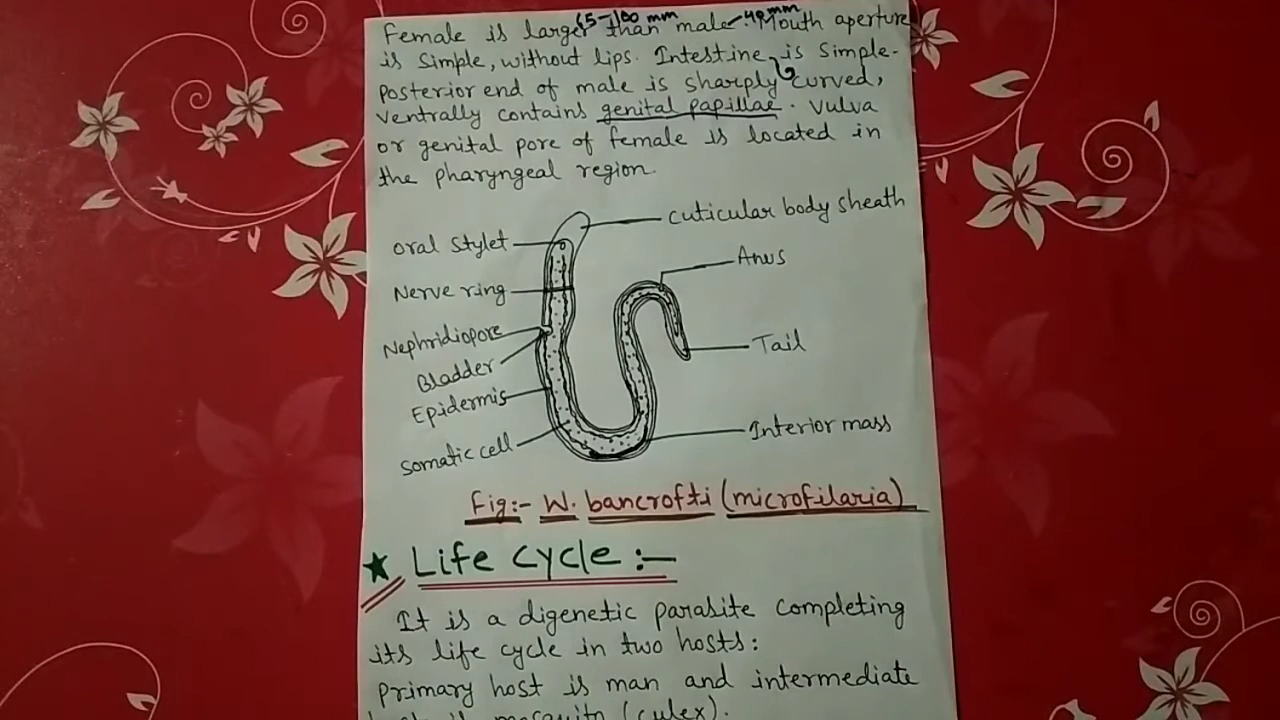 Female is larger 65-100 mm than male-40 mm. Mouth aperture
is simple, without lips. Intestine is simple.
Posterior end of male is sharply curved,
ventrally contains genital papillae. Vulva
or genital pore of female is located in
the pharyngeal region.
cuticular body sheath
oral stylet
Anus
Nerve ring
Nephridiopore
Tail
Bladder
Epidermis
Interior mass
somatic cell
Fig:- W. bancrofti (microfilaria)
★ Life cycle :-
It is a digenetic parasite completing
its life cycle in two hosts:
Primary host is man and intermediate
mosquito (culex).